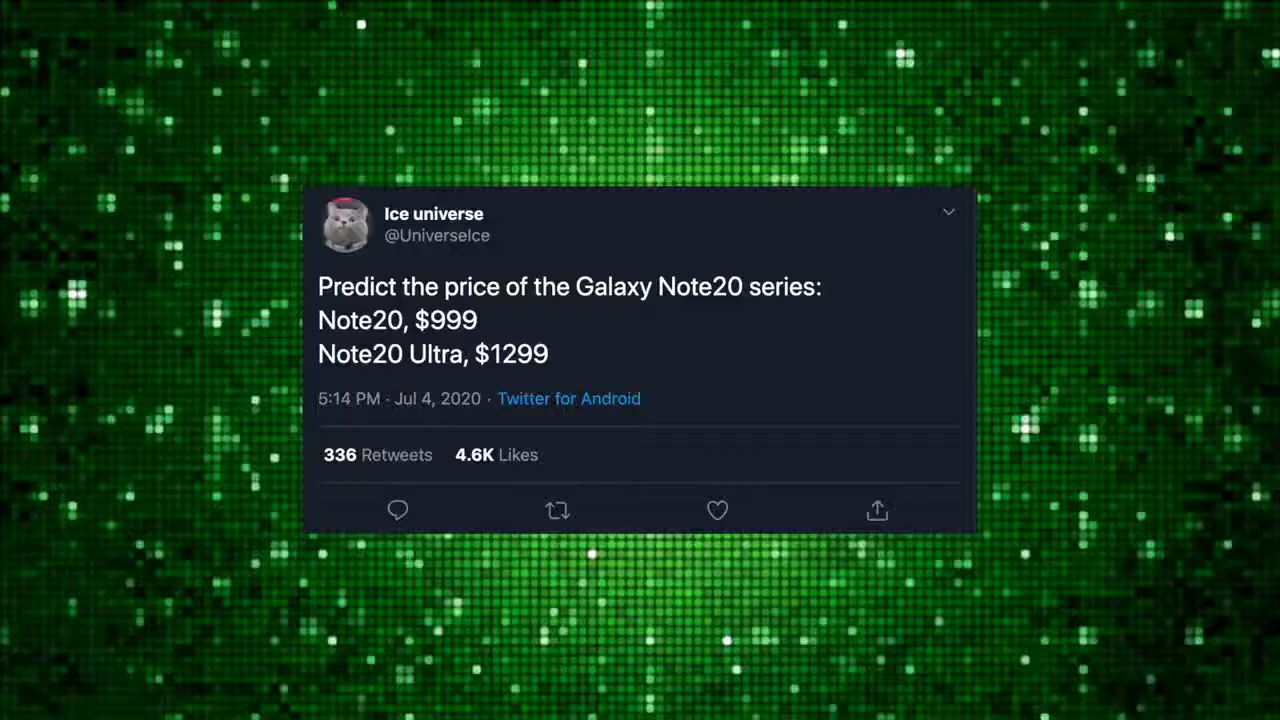 Ice universe
@UniverseIce
Predict the price of the Galaxy Note20 series:
Note20, $999
Note20 Ultra, $1299
5:14 PM · Jul 4, 2020 · Twitter for Android
336 Retweets 4.6K Likes